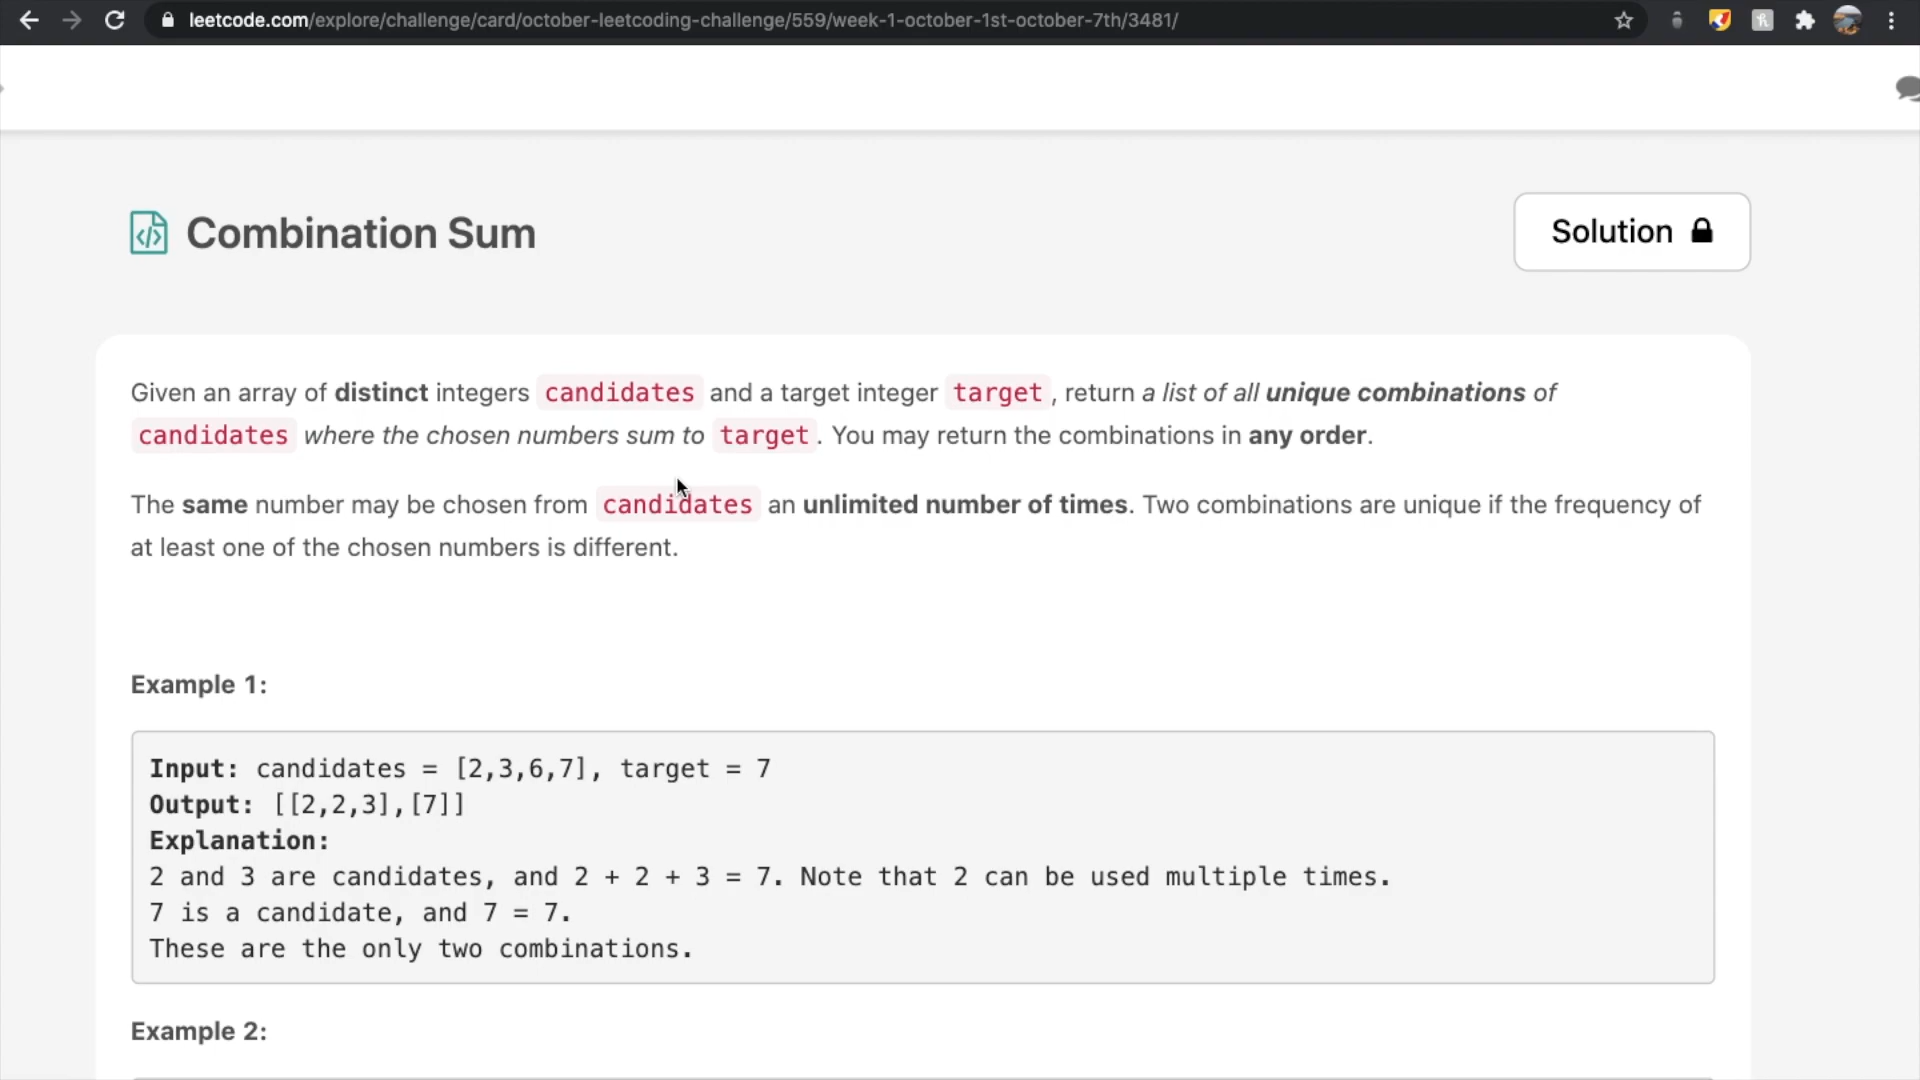 leetcode.com/explore/challenge/card/october-leetcoding-challenge/559/week-1-october-1st-october-7th/3481/
Combination Sum
Solution
Given an array of distinct integers candidates and a target integer target, return a list of all unique combinations of
candidates where the chosen numbers sum to target. You may return the combinations in any order.
The same number may be chosen from candidates an unlimited number of times. Two combinations are unique if the frequency of
at least one of the chosen numbers is different.
Example 1:
Input: candidates = [2,3,6,7], target = 7
Output: [[2,2,3],[7]]
Explanation:
2 and 3 are candidates, and 2 + 2 + 3 = 7. Note that 2 can be used multiple times.
7 is a candidate, and 7 = 7.
These are the only two combinations.
Example 2: